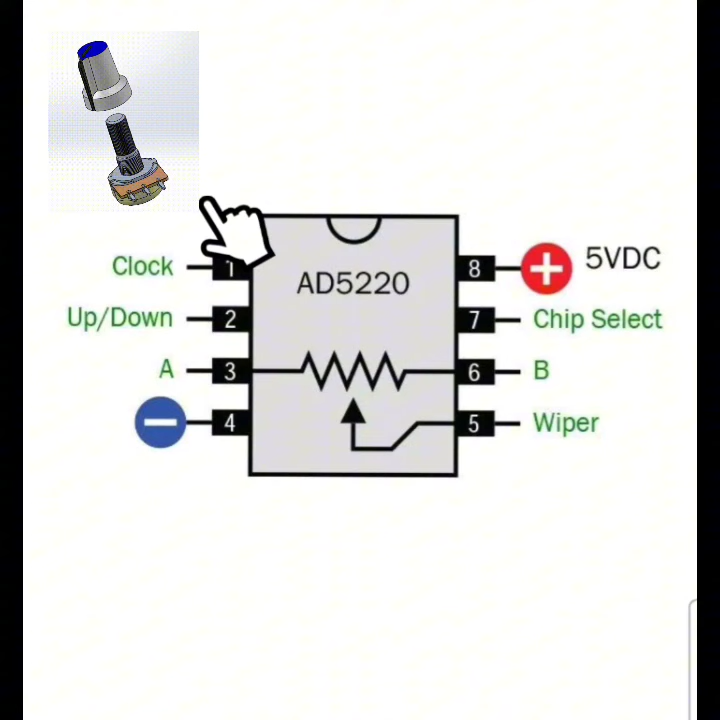 AD5220
Clock 1
Up/Down 2
A 3
4
8 5VDC
7 Chip Select
6 B
5 Wiper